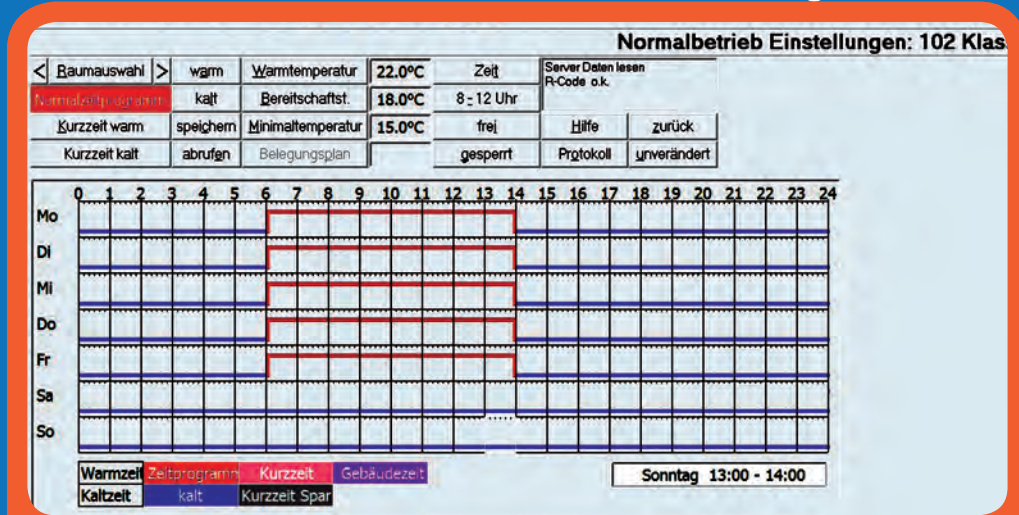 Normalbetrieb Einstellungen: 102 Klas
< Raumauswahl > warm Warmtemperatur 22.0ºC Zeit Server Daten lesen
R-Code o.k.
Normalzeitprogramm kalt Bereitschaftst. 18.0ºC 8 - 12 Uhr
Kurzzeit warm speichern Minimaltemperatur 15.0ºC frei Hilfe zurück
Kurzzeit kalt abrufen Belegungsplan gesperrt Protokoll unverändert
0 1 2 3 4 5 6 7 8 9 10 11 12 13 14 15 16 17 18 19 20 21 22 23 24
Mo
Di
Mi
Do
Fr
Sa
So
Warmzeit Zeitprogramm Kurzzeit Gebäudezeit Sonntag 13:00 - 14:00
Kaltzeit kalt Kurzzeit Spar